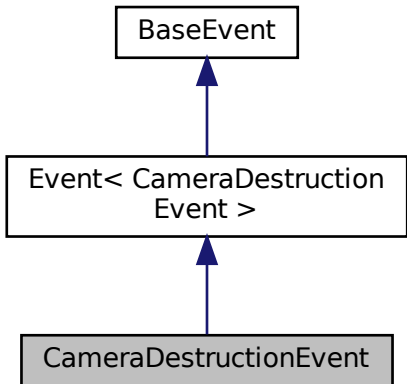 BaseEvent
Event< CameraDestruction
Event >
CameraDestructionEvent